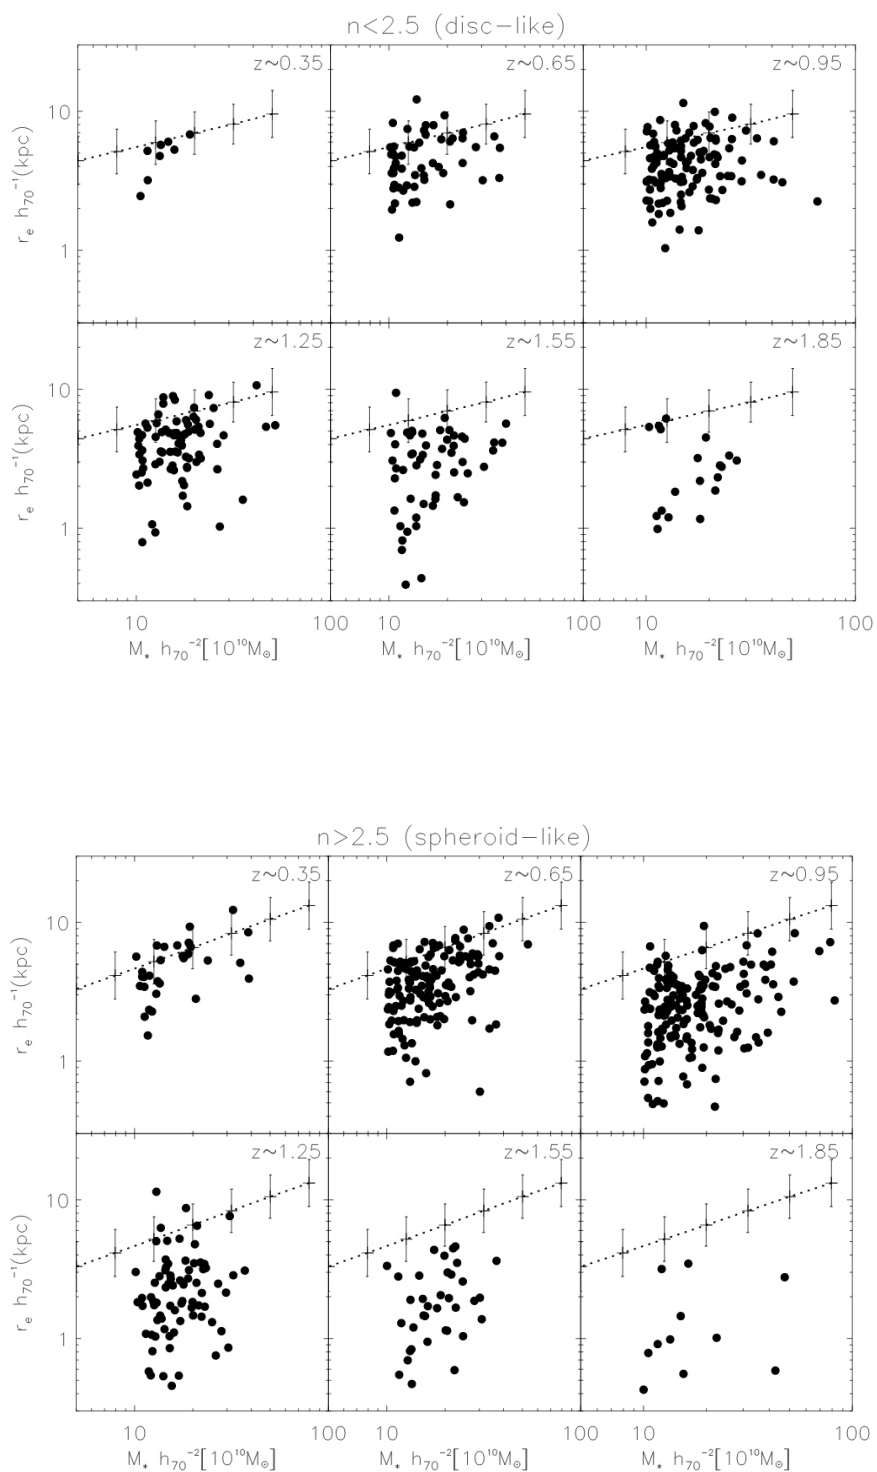 n<2.5 (disc−like)
z~0.35 z~0.65 z~0.95
10
1
r_e h_70^−1(kpc)
z~1.25 z~1.55 z~1.85
10
1
r_e h_70^−1(kpc)
10 100 10 100 10 100
M_* h_70^−2[10^10M_⊙] M_* h_70^−2[10^10M_⊙] M_* h_70^−2[10^10M_⊙]
n>2.5 (spheroid−like)
z~0.35 z~0.65 z~0.95
10
1
r_e h_70^−1(kpc)
z~1.25 z~1.55 z~1.85
10
1
r_e h_70^−1(kpc)
10 100 10 100 10 100
M_* h_70^−2[10^10M_⊙] M_* h_70^−2[10^10M_⊙] M_* h_70^−2[10^10M_⊙]